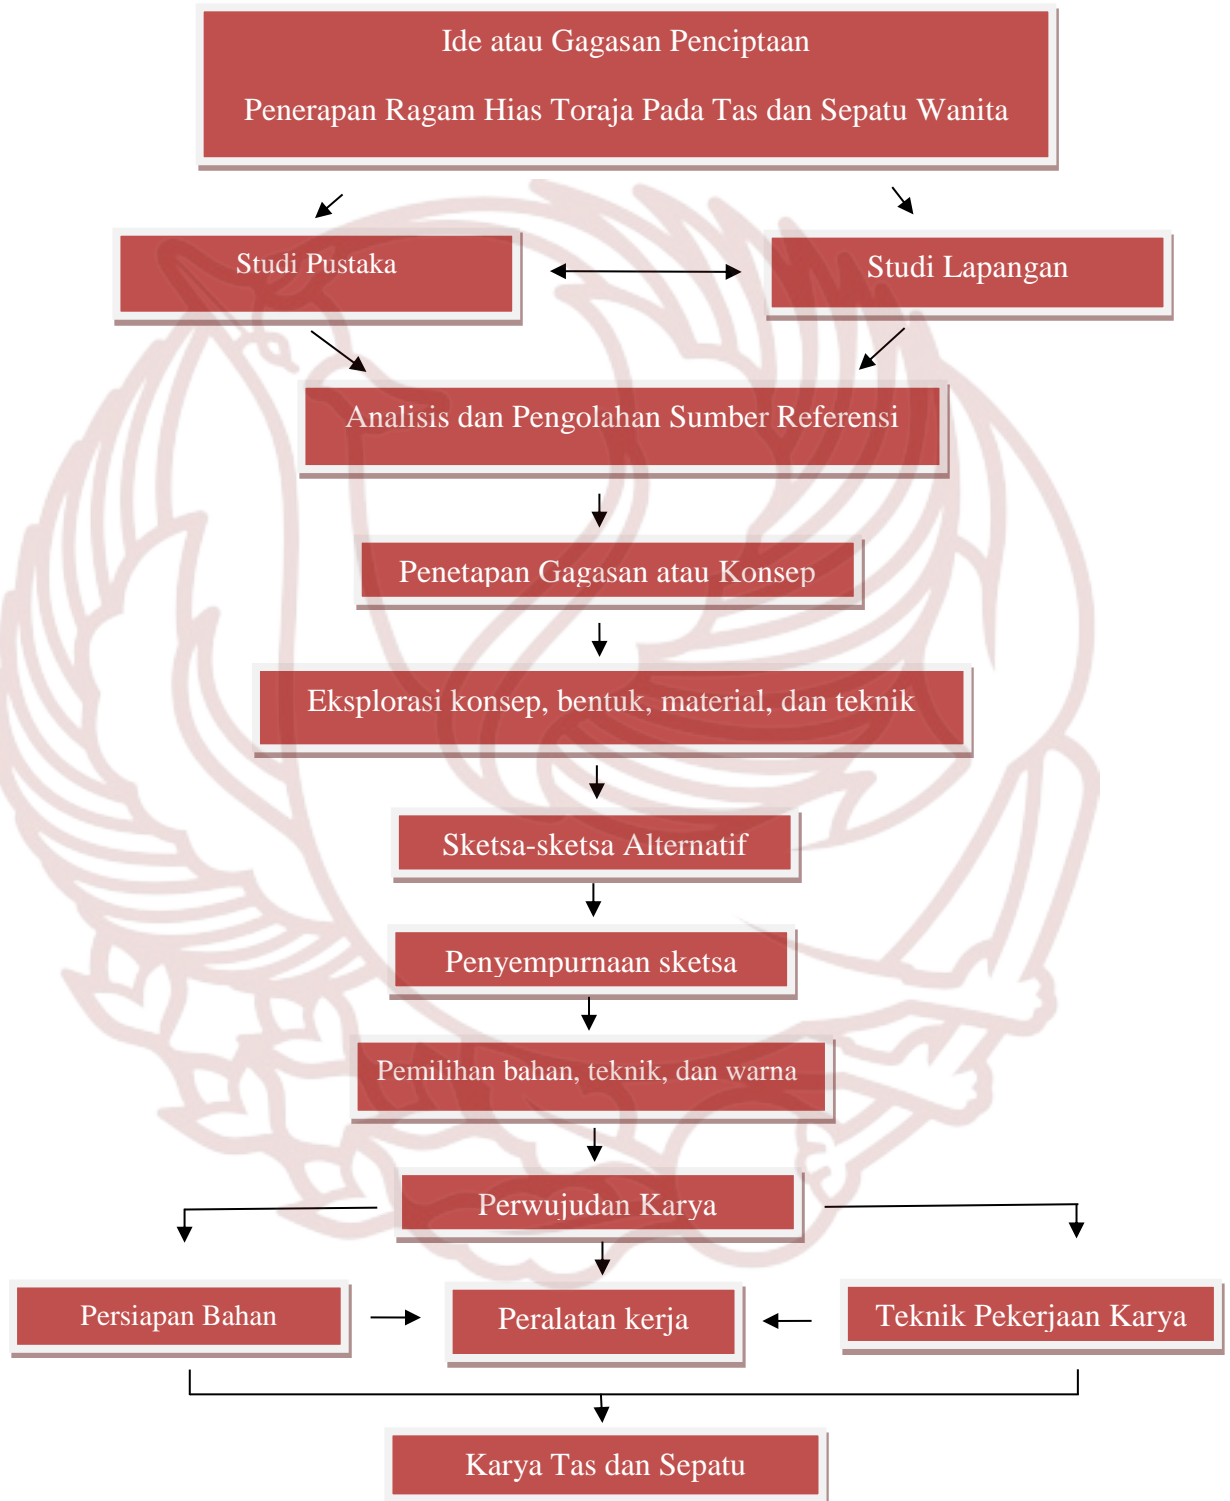 Ide atau Gagasan Penciptaan
Penerapan Ragam Hias Toraja Pada Tas dan Sepatu Wanita
Studi Pustaka
Studi Lapangan
Analisis dan Pengolahan Sumber Referensi
Penetapan Gagasan atau Konsep
Eksplorasi konsep, bentuk, material, dan teknik
Sketsa-sketsa Alternatif
Penyempurnaan sketsa
Pemilihan bahan, teknik, dan warna
Perwujudan Karya
Persiapan Bahan
Peralatan kerja
Teknik Pekerjaan Karya
Karya Tas dan Sepatu